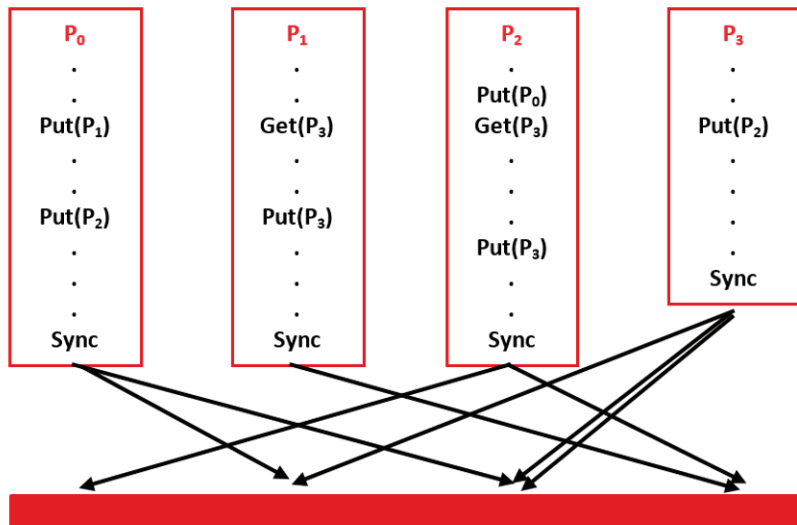 P₀
.
.
Put(P₁)
.
.
Put(P₂)
.
.
.
Sync
P₁
.
.
Get(P₃)
.
.
Put(P₃)
.
.
.
Sync
P₂
.
Put(P₀)
Get(P₃)
.
.
.
Put(P₃)
.
.
Sync
P₃
.
.
Put(P₂)
.
.
.
.
Sync